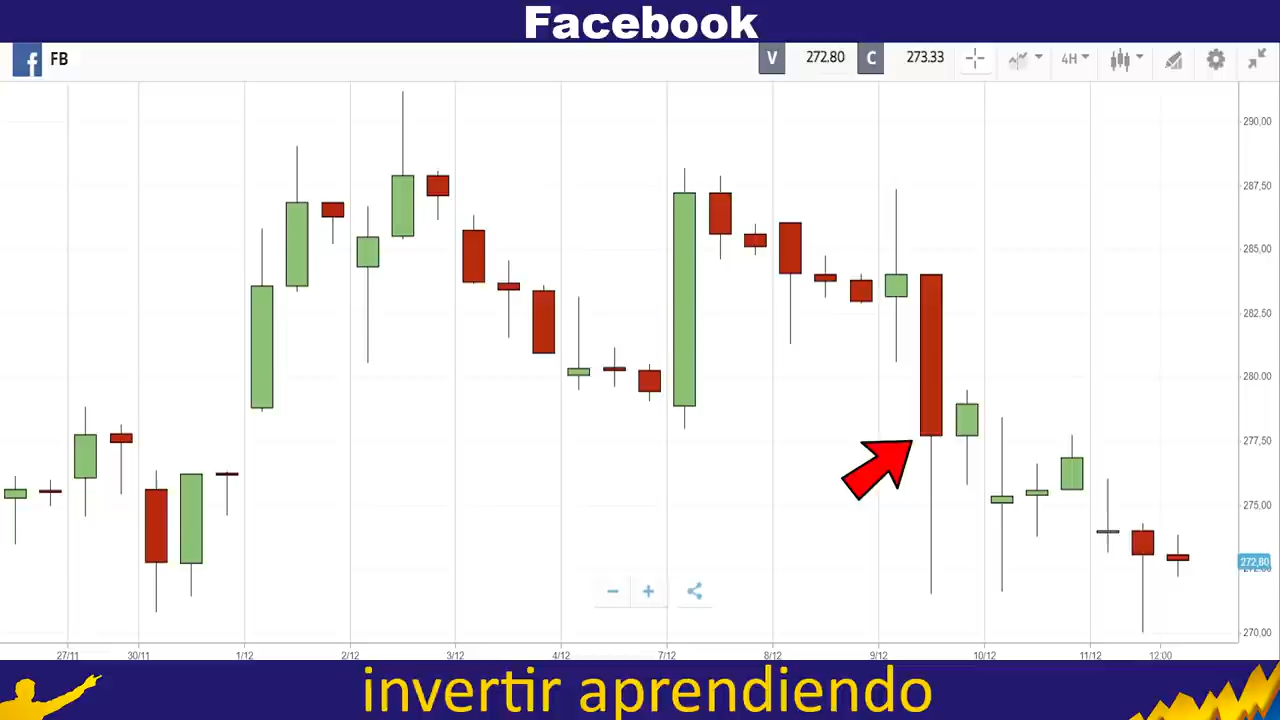 Facebook
f FB V 272.80 C 273.33 4H
290.00
287.50
285.00
282.50
280.00
277.50
275.00
272.80
270.00
27/11 30/11 1/12 2/12 3/12 4/12 7/12 8/12 9/12 10/12 11/12 12:00
invertir aprendiendo